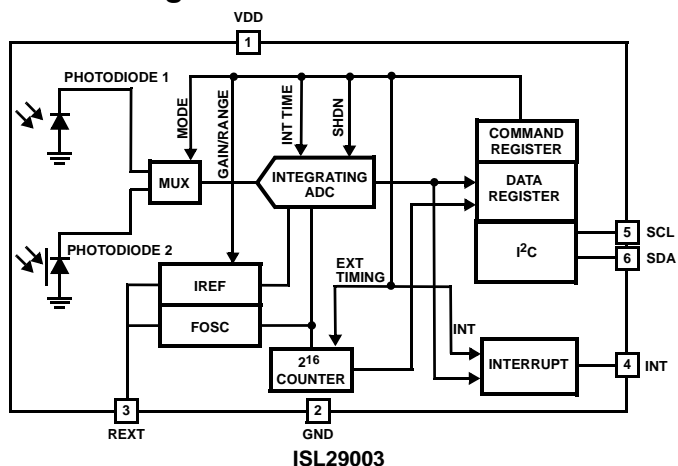 VDD
1
PHOTODIODE 1
MODE
GAIN/RANGE
INT TIME
SHDN
COMMAND
REGISTER
MUX
INTEGRATING
ADC
DATA
REGISTER
PHOTODIODE 2
I2C
5 SCL
6 SDA
EXT
TIMING
IREF
FOSC
INT
216
COUNTER
INTERRUPT
4 INT
3
REXT
2
GND
ISL29003